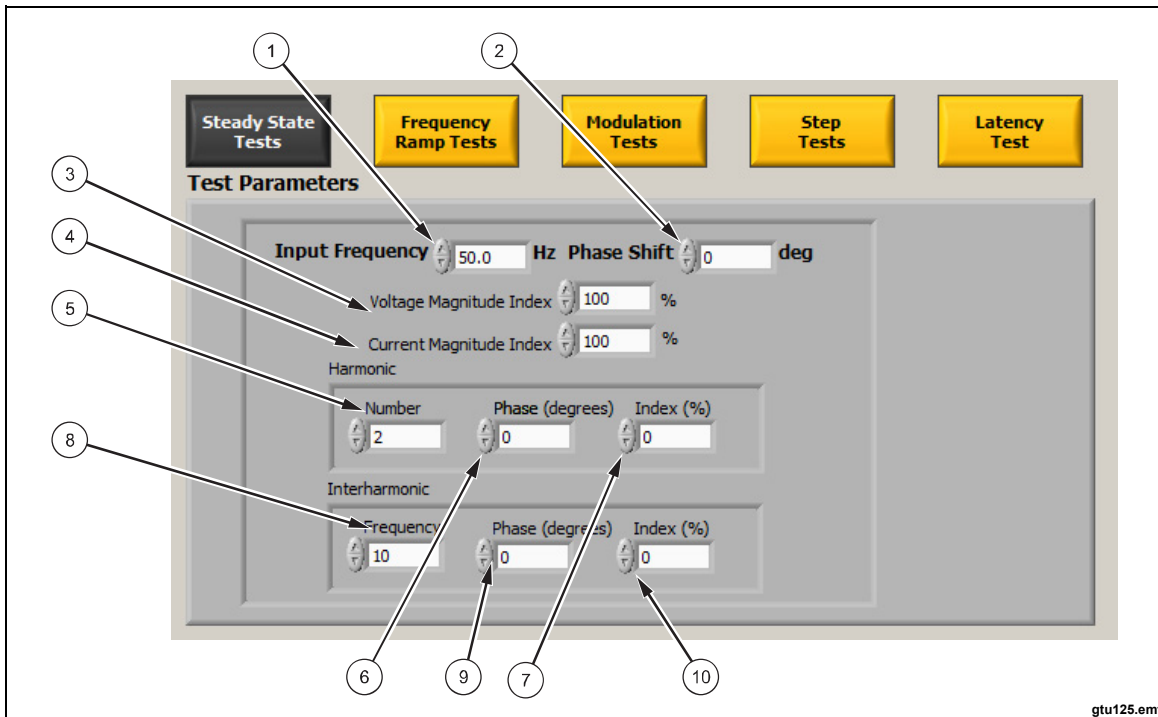 1 2
Steady State Tests Frequency Ramp Tests Modulation Tests Step Tests Latency Test
3 Test Parameters
4 1 Input Frequency 50.0 Hz Phase Shift 0 deg
Voltage Magnitude Index 100 %
5 Current Magnitude Index 100 %
Harmonic
Number Phase (degrees) Index (%)
8 2 0 0
Interharmonic
Frequency Phase (degrees) Index (%)
10 0 0
6 9 7 10
gtu125.emf